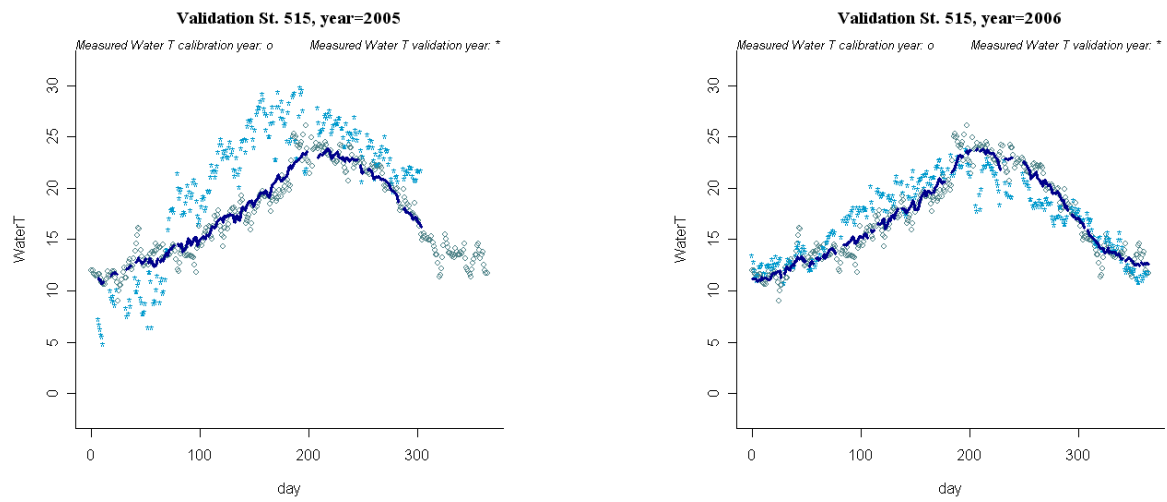 Validation St. 515, year=2005
Measured Water T calibration year: o Measured Water T validation year: *
30
25
20
15
10
5
0
WaterT
0 100 200 300
day
Validation St. 515, year=2006
Measured Water T calibration year: o Measured Water T validation year: *
30
25
20
15
10
5
0
WaterT
0 100 200 300
day